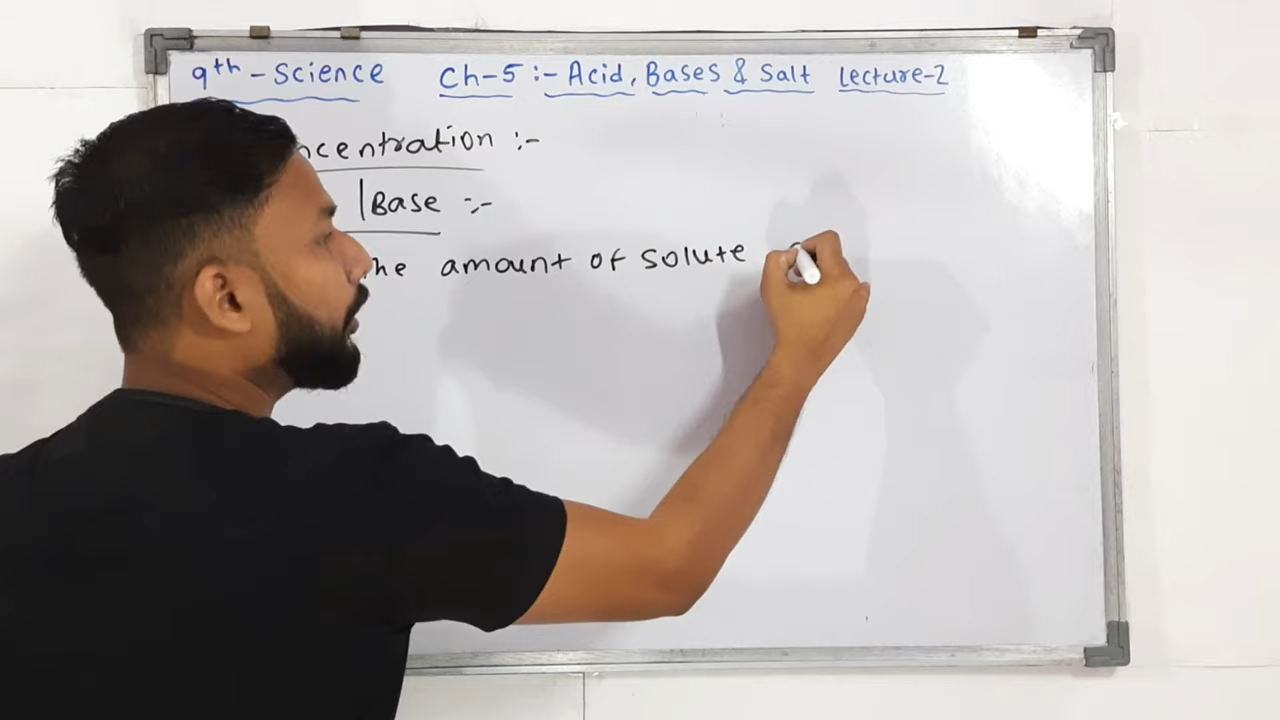 9th - Science Ch-5 :- Acid, Bases & Salt Lecture-2
ncentration :-
|Base :-
he amount of solute